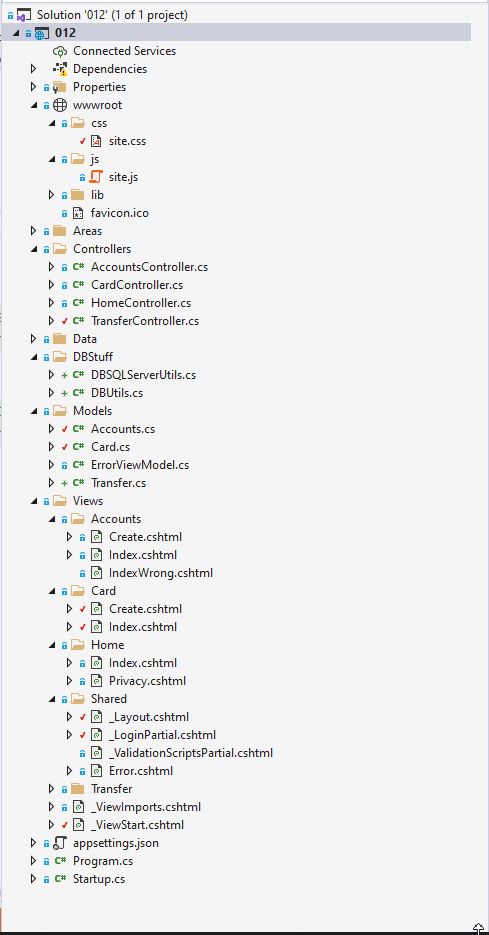 Solution '012' (1 of 1 project)
012
Connected Services
Dependencies
Properties
wwwroot
css
site.css
js
site.js
lib
favicon.ico
Areas
Controllers
C# AccountsController.cs
C# CardController.cs
C# HomeController.cs
C# TransferController.cs
Data
DBStuff
C# DBSQLServerUtils.cs
C# DBUtils.cs
Models
C# Accounts.cs
C# Card.cs
C# ErrorViewModel.cs
C# Transfer.cs
Views
Accounts
Create.cshtml
Index.cshtml
IndexWrong.cshtml
Card
Create.cshtml
Index.cshtml
Home
Index.cshtml
Privacy.cshtml
Shared
_Layout.cshtml
_LoginPartial.cshtml
_ValidationScriptsPartial.cshtml
Error.cshtml
Transfer
_ViewImports.cshtml
_ViewStart.cshtml
appsettings.json
C# Program.cs
C# Startup.cs